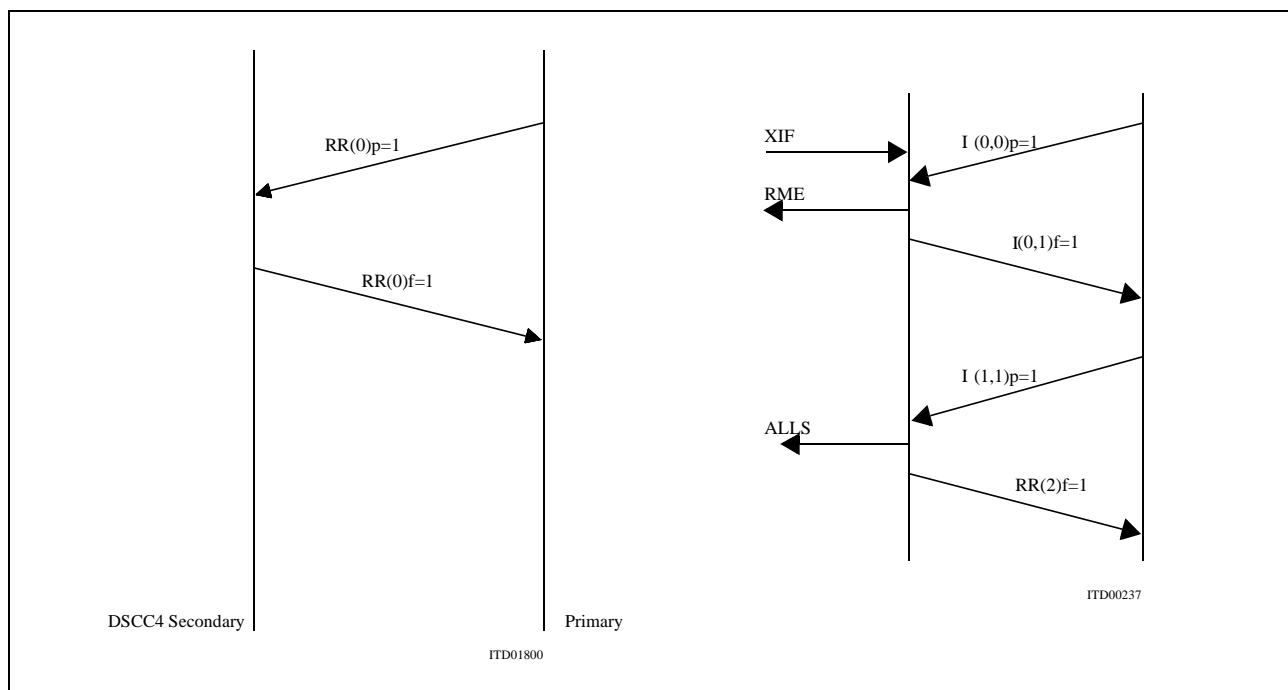 RR(0)p=1
RR(0)f=1
DSCC4 Secondary
Primary
ITD01800
XIF
I (0,0)p=1
RME
I(0,1)f=1
I (1,1)p=1
ALLS
RR(2)f=1
ITD00237